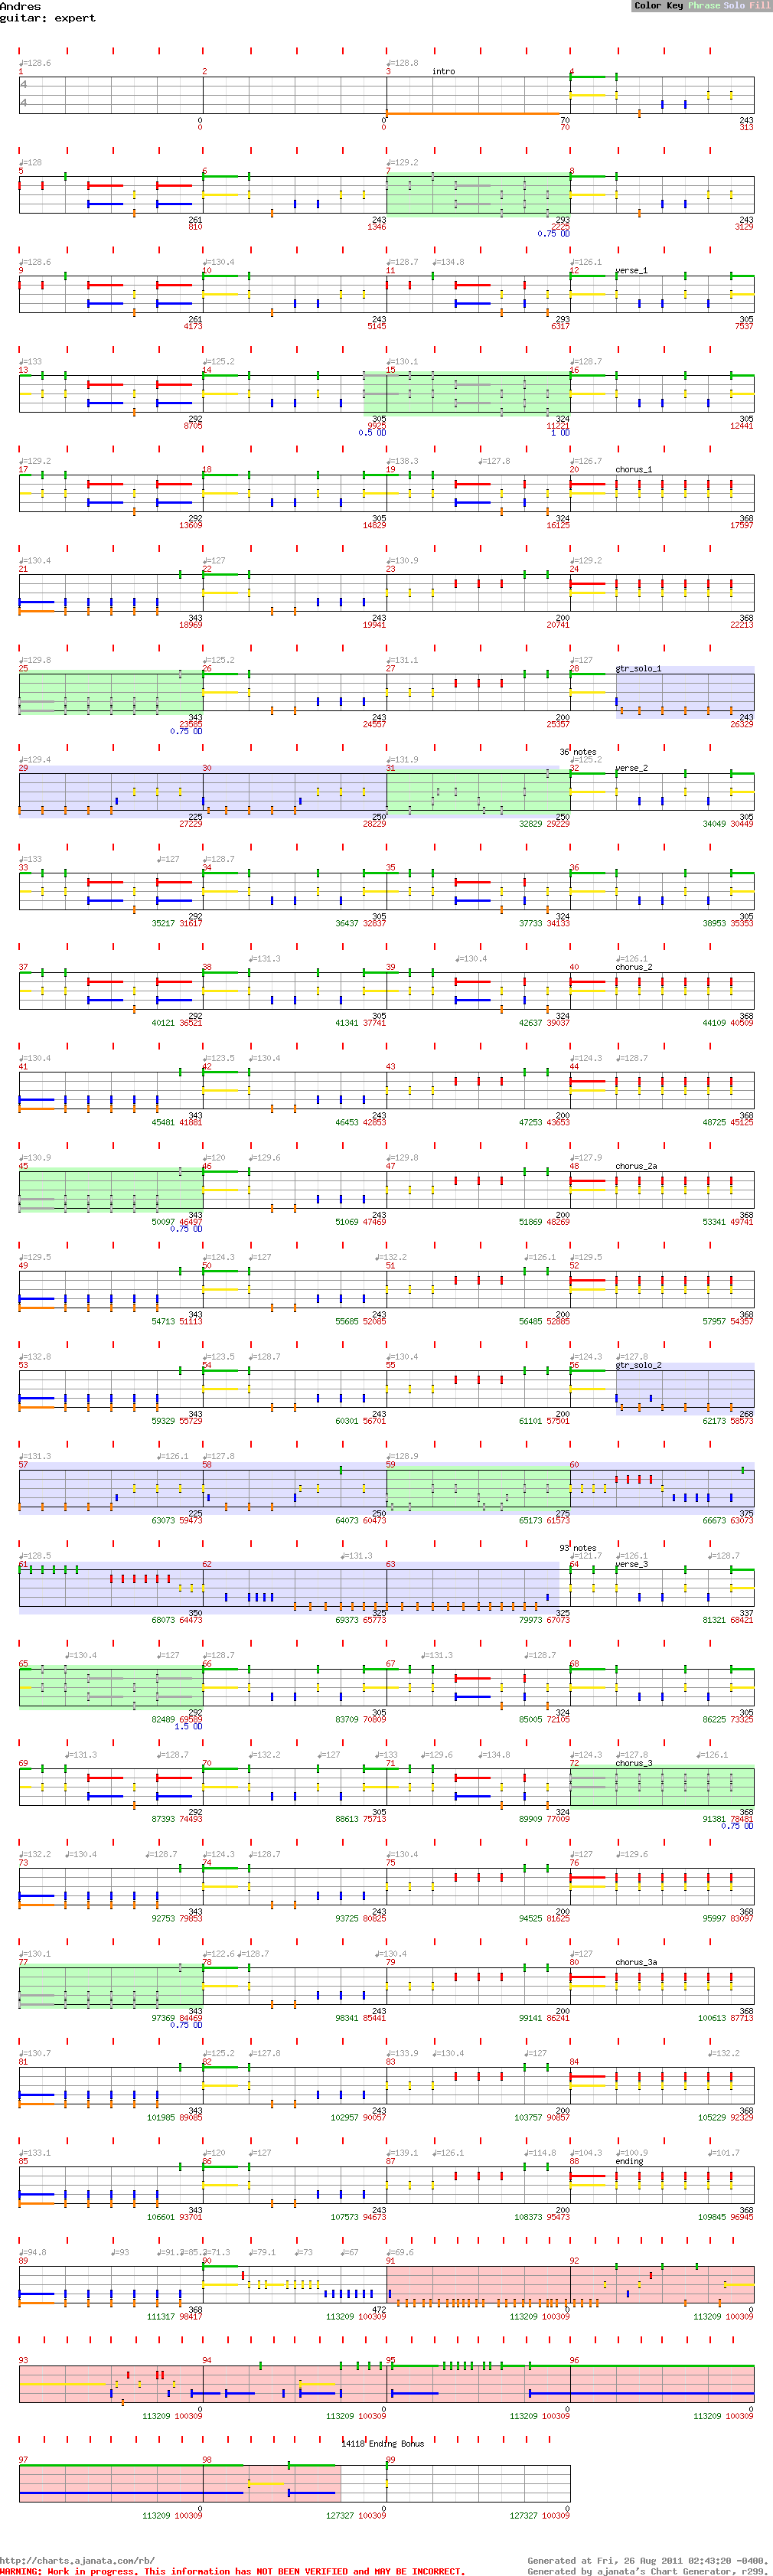 Andres
guitar: expert
Color Key Phrase Solo Fill
♩=128.6 ♩=128.8
1 2 3 intro 4
4
4
0 0 70 243
0 0 70 313
♩=128 ♩=129.2
5 6 7 8
261 243 293 243
810 1346 2225 3129
0.75 OD
♩=128.6 ♩=130.4 ♩=128.7 ♩=134.8 ♩=126.1
9 10 11 12 verse_1
261 243 293 305
4173 5145 6317 7537
♩=133 ♩=125.2 ♩=130.1 ♩=128.7
13 14 15 16
292 305 324 305
8705 9925 11221 12441
0.5 OD 1 OD
♩=129.2 ♩=138.3 ♩=127.8 ♩=126.7
17 18 19 20 chorus_1
292 305 324 368
13609 14829 16125 17597
♩=130.4 ♩=127 ♩=130.9 ♩=129.2
21 22 23 24
343 243 200 368
18969 19941 20741 22213
♩=129.8 ♩=125.2 ♩=131.1 ♩=127
25 26 27 28 gtr_solo_1
343 243 200 243
23565 24557 25357 26329
0.75 OD
36 notes
♩=129.4 ♩=131.9 ♩=125.2
29 30 31 32 verse_2
225 250 250 305
27229 28229 32829 29229 34049 30449
♩=133 ♩=127 ♩=128.7
33 34 35 36
292 305 324 305
35217 31617 36437 32837 37733 34133 38953 35353
♩=131.3 ♩=130.4 ♩=126.1
37 38 39 40 chorus_2
292 305 324 368
40121 36521 41341 37741 42637 39037 44109 40509
♩=130.4 ♩=123.5 ♩=130.4 ♩=124.3 ♩=128.7
41 42 43 44
343 243 200 368
45481 41881 46453 42853 47253 43653 48725 45125
♩=130.9 ♩=120 ♩=129.6 ♩=129.8 ♩=127.9
45 46 47 48 chorus_2a
343 243 200 368
50097 46497 51069 47469 51869 48269 53341 49741
0.75 OD
♩=129.5 ♩=124.3 ♩=127 ♩=132.2 ♩=126.1 ♩=129.5
49 50 51 52
343 243 200 368
54713 51113 55685 52085 56485 52885 57957 54357
♩=132.8 ♩=123.5 ♩=128.7 ♩=130.4 ♩=124.3 ♩=127.8
53 54 55 56 gtr_solo_2
343 243 200 268
59329 55729 60301 56701 61101 57501 62173 58573
♩=131.3 ♩=126.1 ♩=127.8 ♩=128.9
57 58 59 60
225 250 275 375
63073 59473 64073 60473 65173 61573 66673 63073
93 notes
♩=128.5 ♩=131.3 ♩=121.7 ♩=126.1 ♩=128.7
61 62 63 64 verse_3
350 325 325 337
68073 64473 69373 65773 79973 67073 81321 68421
♩=130.4 ♩=127 ♩=128.7 ♩=131.3 ♩=128.7
65 66 67 68
292 305 324 305
82489 69589 83709 70809 85005 72105 86225 73325
1.5 OD
♩=131.3 ♩=128.7 ♩=132.2 ♩=127 ♩=133 ♩=129.6 ♩=134.8 ♩=124.3 ♩=127.8 ♩=126.1
69 70 71 72 chorus_3
292 305 324 368
87393 74493 88613 75713 89909 77009 91381 78481
0.75 OD
♩=132.2 ♩=130.4 ♩=128.7 ♩=124.3 ♩=128.7 ♩=130.4 ♩=127 ♩=129.6
73 74 75 76
343 243 200 368
92753 79853 93725 80825 94525 81625 95997 83097
♩=130.1 ♩=122.6 ♩=128.7 ♩=130.4 ♩=127
77 78 79 80 chorus_3a
343 243 200 368
97369 84469 98341 85441 99141 86241 100613 87713
0.75 OD
♩=130.7 ♩=125.2 ♩=127.8 ♩=133.9 ♩=130.4 ♩=127 ♩=132.2
81 82 83 84
343 243 200 368
101985 89085 102957 90057 103757 90857 105229 92329
♩=133.1 ♩=120 ♩=127 ♩=139.1 ♩=126.1 ♩=114.8 ♩=104.3 ♩=100.9 ♩=101.7
85 86 87 88 ending
343 243 200 368
106601 93701 107573 94673 108373 95473 109845 96945
♩=94.8 ♩=93 ♩=71.3 ♩=79.1 ♩=73 ♩=67 ♩=69.6
89 90 91 92
368 472 0 0
111317 98417 113209 100309 113209 100309 113209 100309
93 94 95 96
0 0 0 0
113209 100309 113209 100309 113209 100309 113209 100309
14118 Ending Bonus
97 98 99
0 0 0
113209 100309 127327 100309 127327 100309
http://charts.ajanata.com/rb/
Generated at Fri, 26 Aug 2011 02:43:20 -0400.
WARNING: Work in progress. This information has NOT BEEN VERIFIED and MAY BE INCORRECT.
Generated by ajanata's Chart Generator, r299.